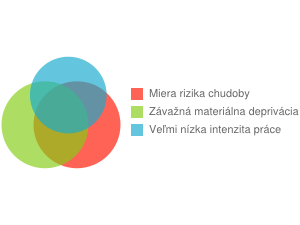 Miera rizika chudoby
Závažná materiálna deprivácia
Veľmi nízka intenzita práce